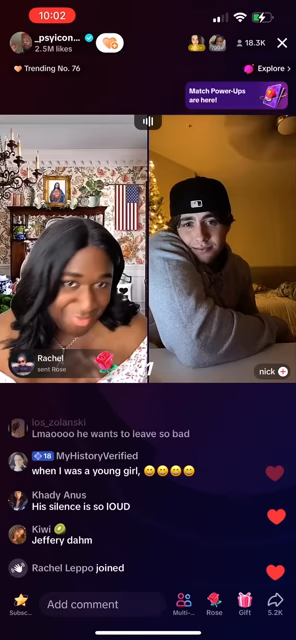 10:02
_psyicon...
2.5M likes
18.3K
Trending No. 76
Explore >
Match Power-Ups
are here!
Rachel
sent Rose
nick
los_zolanski
Lmaoooo he wants to leave so bad
18 MyHistoryVerified
when I was a young girl, 😀😀😀😀
Khady Anus
His silence is so lOUD
Kiwi 🥝
Jeffery dahm
Rachel Leppo joined
Subsc...
Add comment
Multi-...
Rose
Gift
5.2K